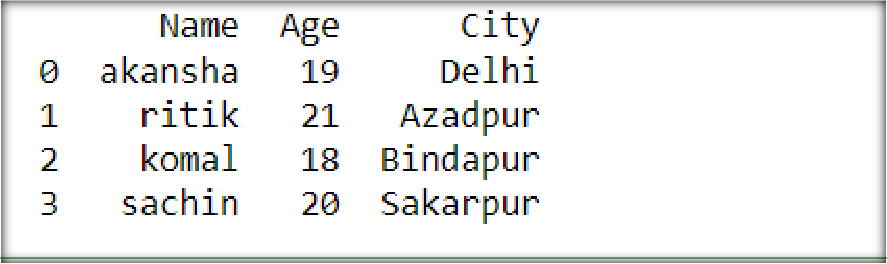 Name Age City
0 akansha 19 Delhi
1 ritik 21 Azadpur
2 komal 18 Bindapur
3 sachin 20 Sakarpur